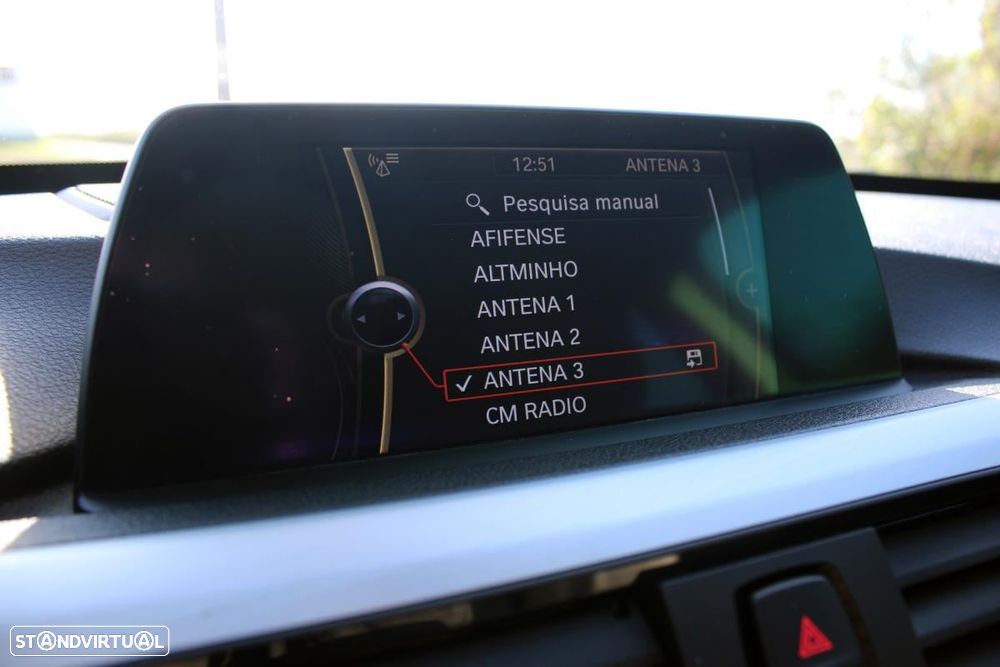 12:51 ANTENA 3
Pesquisa manual
AFIFENSE
ALTMINHO
ANTENA 1
ANTENA 2
✓ ANTENA 3
CM RADIO
STANDVIRTUAL